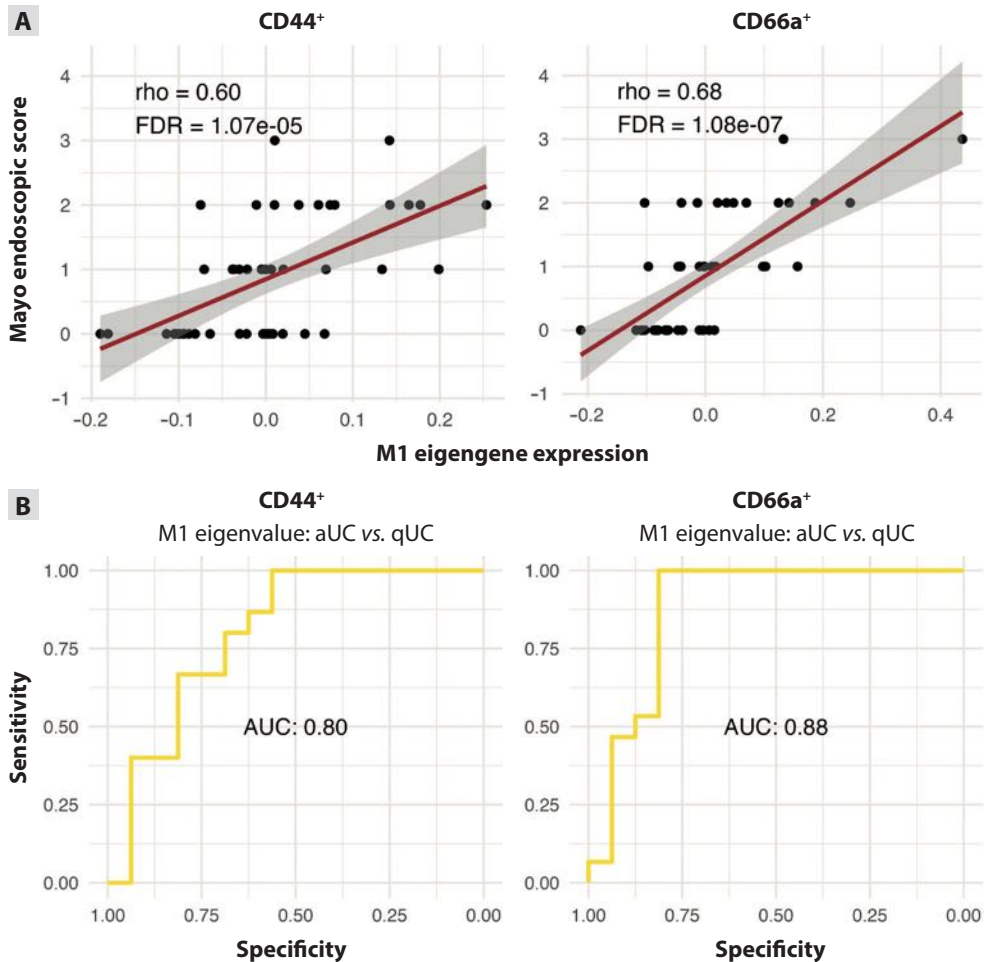 A
CD44⁺
CD66a⁺
Mayo endoscopic score
4
3
2
1
0
−1
rho = 0.60
FDR = 1.07e-05
−0.2
−0.1
0.0
0.1
0.2
4
3
2
1
0
−1
rho = 0.68
FDR = 1.08e-07
−0.2
0.0
0.2
0.4
M1 eigengene expression
B
CD44⁺
M1 eigenvalue: aUC vs. qUC
CD66a⁺
M1 eigenvalue: aUC vs. qUC
Sensitivity
1.00
0.75
0.50
0.25
0.00
AUC: 0.80
1.00
0.75
0.50
0.25
0.00
Specificity
1.00
0.75
0.50
0.25
0.00
AUC: 0.88
1.00
0.75
0.50
0.25
0.00
Specificity